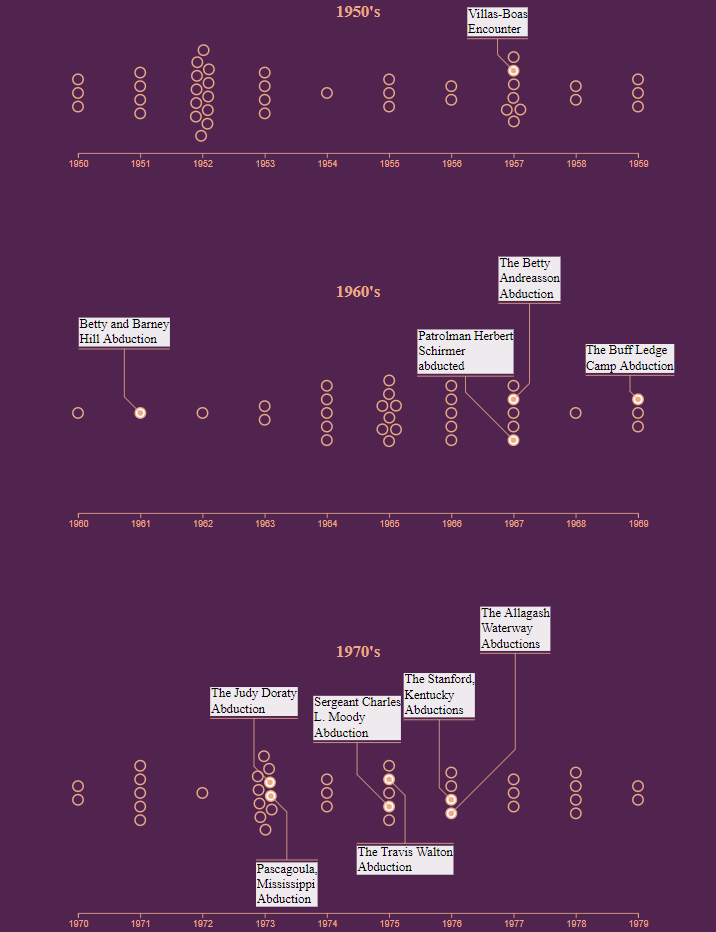 1950's
Villas-Boas
Encounter
1950 1951 1952 1953 1954 1955 1956 1957 1958 1959
1960's
The Betty
Andreasson
Abduction
Betty and Barney
Hill Abduction
Patrolman Herbert
Schirmer
abducted
The Buff Ledge
Camp Abduction
1960 1961 1962 1963 1964 1965 1966 1967 1968 1969
1970's
The Allagash
Waterway
Abductions
The Judy Doraty
Abduction
Sergeant Charles
L. Moody
Abduction
The Stanford,
Kentucky
Abductions
The Travis Walton
Abduction
Pascagoula,
Mississippi
Abduction
1970 1971 1972 1973 1974 1975 1976 1977 1978 1979